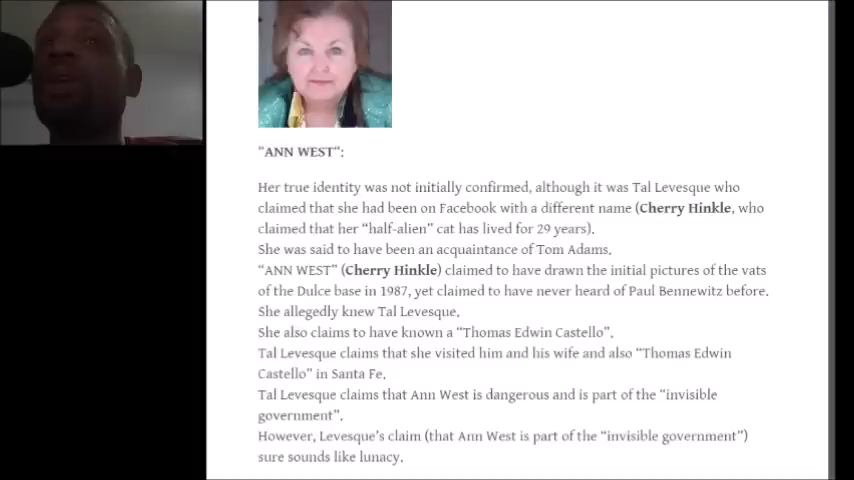 "ANN WEST":
Her true identity was not initially confirmed, although it was Tal Levesque who
claimed that she had been on Facebook with a different name (Cherry Hinkle, who
claimed that her "half-alien" cat has lived for 29 years).
She was said to have been an acquaintance of Tom Adams.
"ANN WEST" (Cherry Hinkle) claimed to have drawn the initial pictures of the vats
of the Dulce base in 1987, yet claimed to have never heard of Paul Bennewitz before.
She allegedly knew Tal Levesque.
She also claims to have known a "Thomas Edwin Castello".
Tal Levesque claims that she visited him and his wife and also "Thomas Edwin
Castello" in Santa Fe.
Tal Levesque claims that Ann West is dangerous and is part of the "invisible
government".
However, Levesque's claim (that Ann West is part of the "invisible government")
sure sounds like lunacy.